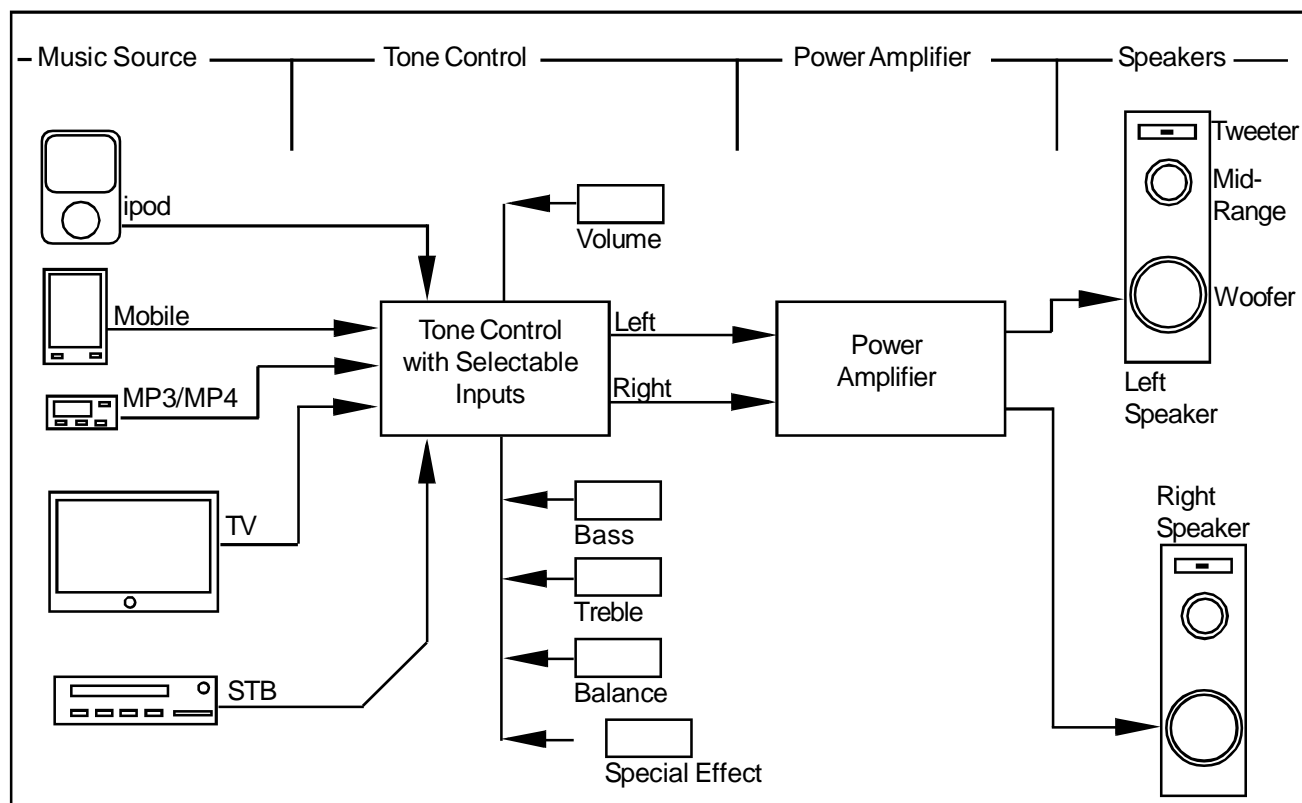 Music Source
Tone Control
Power Amplifier
Speakers
ipod
Mobile
MP3/MP4
TV
STB
Volume
Tone Control
with Selectable
Inputs
Left
Right
Bass
Treble
Balance
Special Effect
Power
Amplifier
Tweeter
Mid-
Range
Woofer
Left
Speaker
Right
Speaker